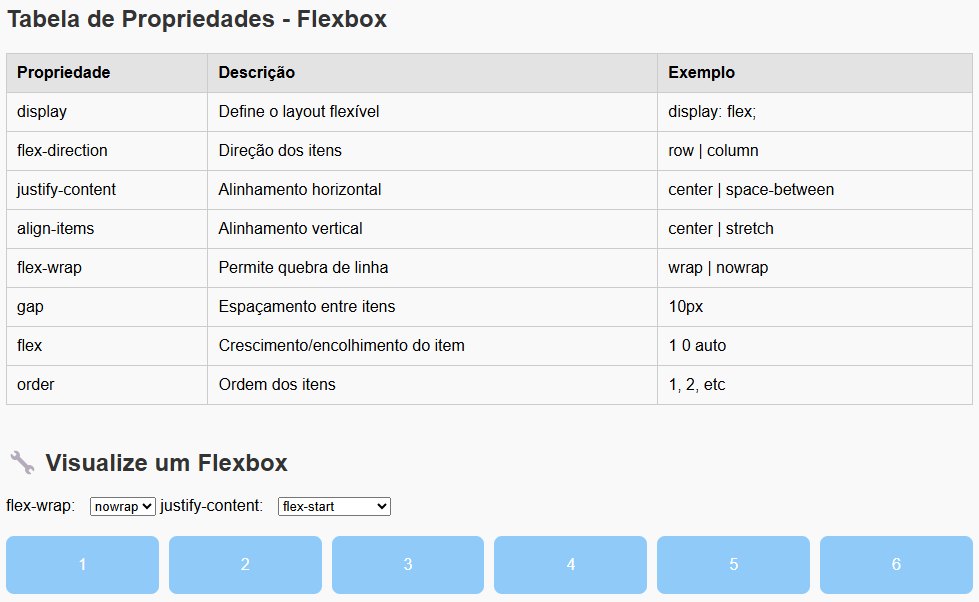 Tabela de Propriedades - Flexbox
Propriedade Descrição Exemplo
display Define o layout flexível display: flex;
flex-direction Direção dos itens row | column
justify-content Alinhamento horizontal center | space-between
align-items Alinhamento vertical center | stretch
flex-wrap Permite quebra de linha wrap | nowrap
gap Espaçamento entre itens 10px
flex Crescimento/encolhimento do item 1 0 auto
order Ordem dos itens 1, 2, etc
Visualize um Flexbox
flex-wrap: nowrap justify-content: flex-start
1 2 3 4 5 6